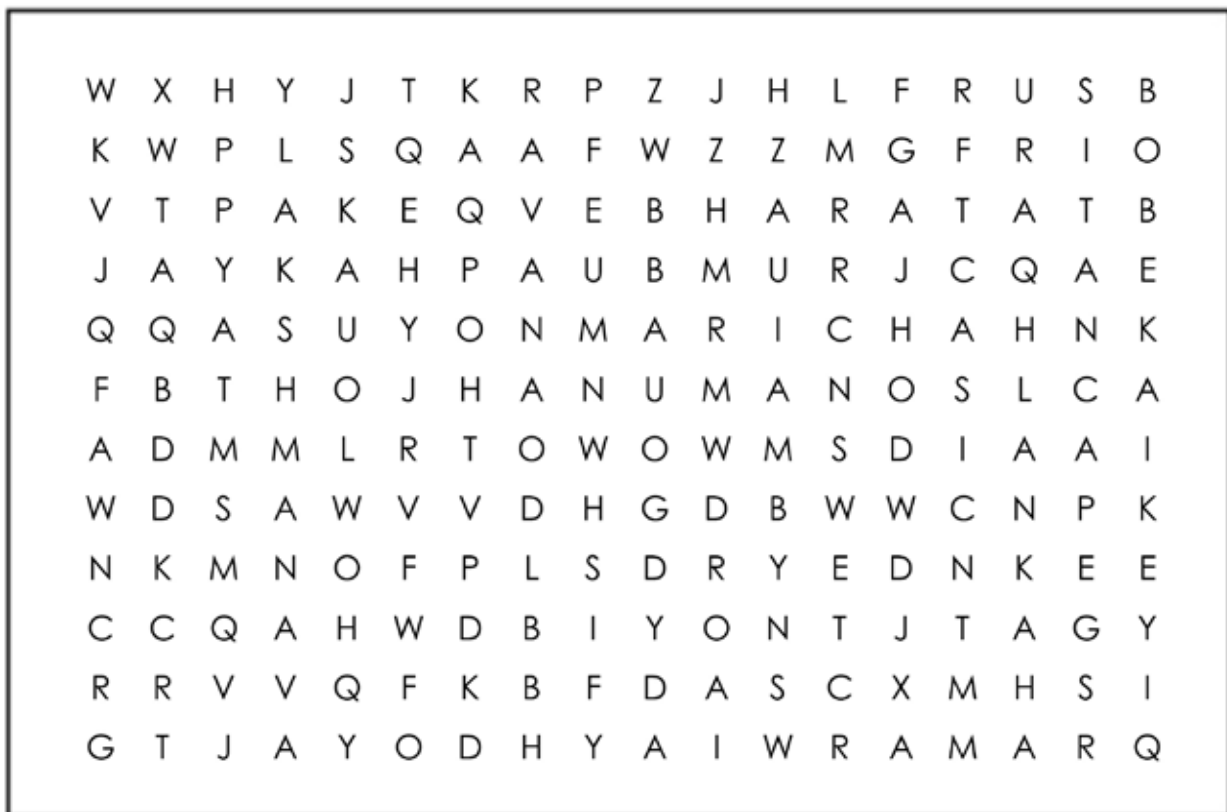 W X H Y J T K R P Z J H L F R U S B
K W P L S Q A A F W Z Z M G F R I O
V T P A K E Q V E B H A R A T A T B
J A Y K A H P A U B M U R J C Q A E
Q Q A S U Y O N M A R I C H A H N K
F B T H O J H A N U M A N O S L C A
A D M M L R T O W O W M S D I A A I
W D S A W V V D H G D B W W C N P K
N K M N O F P L S D R Y E D N K E E
C C Q A H W D B I Y O N T J T A G Y
R R V V Q F K B F D A S C X M H S I
G T J A Y O D H Y A I W R A M A R Q